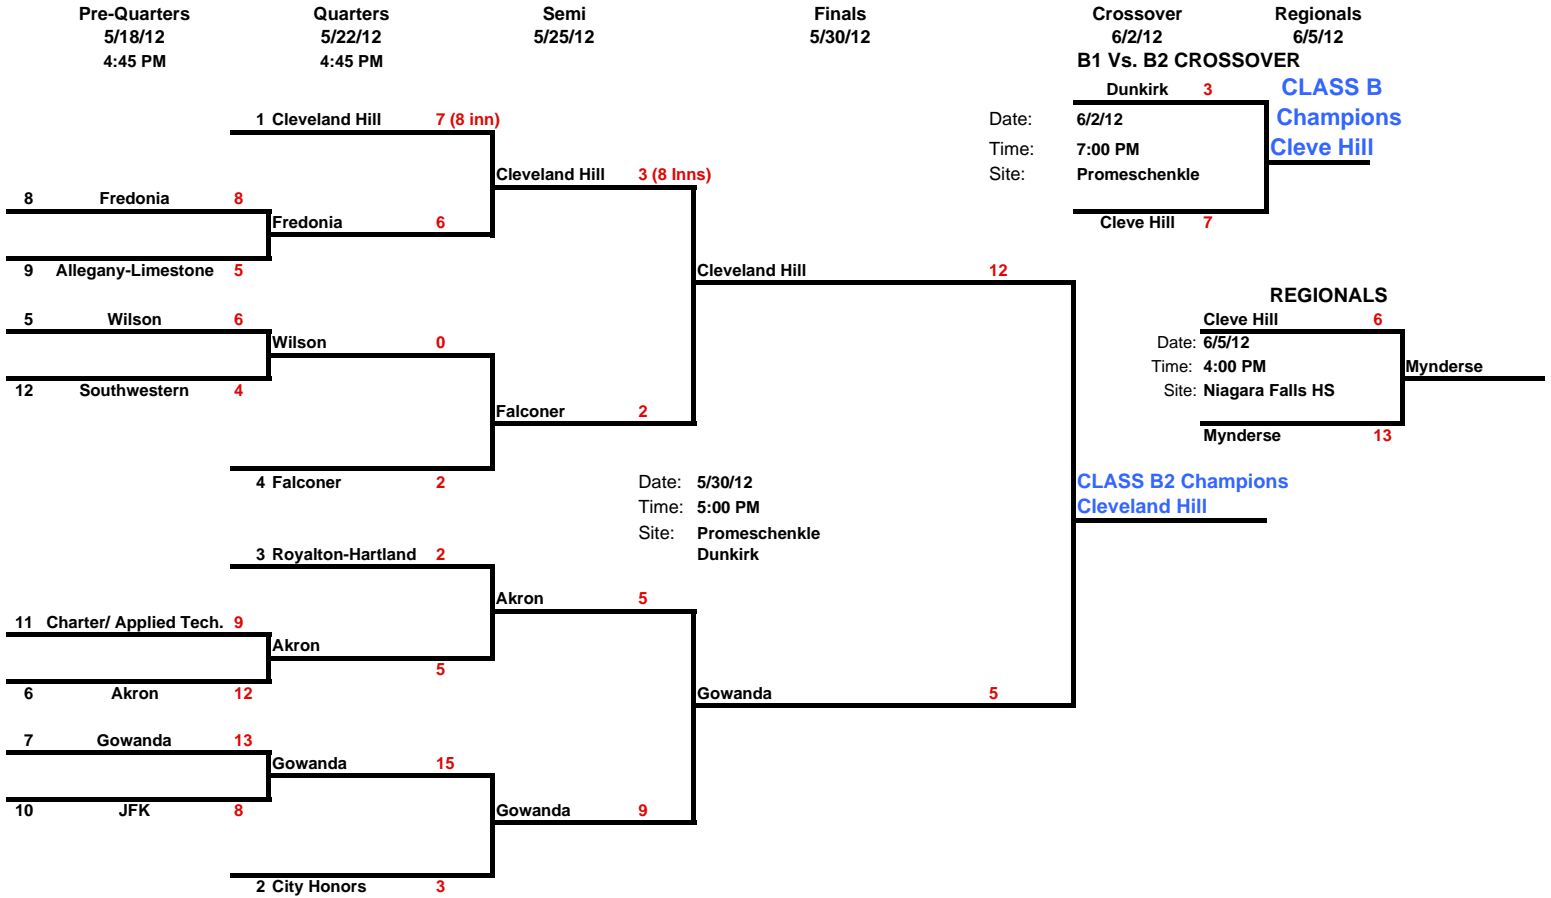 Pre-Quarters Quarters Semi Finals Crossover Regionals
5/18/12 5/22/12 5/25/12 5/30/12 6/2/12 6/5/12
4:45 PM 4:45 PM B1 Vs. B2 CROSSOVER
Dunkirk 3 CLASS B
1 Cleveland Hill 7 (8 inn) Date: 6/2/12 Champions
Time: 7:00 PM Cleve Hill
Cleveland Hill 3 (8 Inns) Site: Promeschenkle
8 Fredonia 8
Fredonia 6 Cleve Hill 7
9 Allegany-Limestone 5 Cleveland Hill 12
REGIONALS
5 Wilson 6 Cleve Hill 6
Wilson 0 Date: 6/5/12
Time: 4:00 PM Mynderse
12 Southwestern 4 Site: Niagara Falls HS
Falconer 2
Mynderse 13
4 Falconer 2 Date: 5/30/12 CLASS B2 Champions
Time: 5:00 PM Cleveland Hill
Site: Promeschenkle
3 Royalton-Hartland 2 Dunkirk
Akron 5
11 Charter/ Applied Tech. 9
Akron
5
6 Akron 12 Gowanda 5
7 Gowanda 13
Gowanda 15
10 JFK 8 Gowanda 9
2 City Honors 3